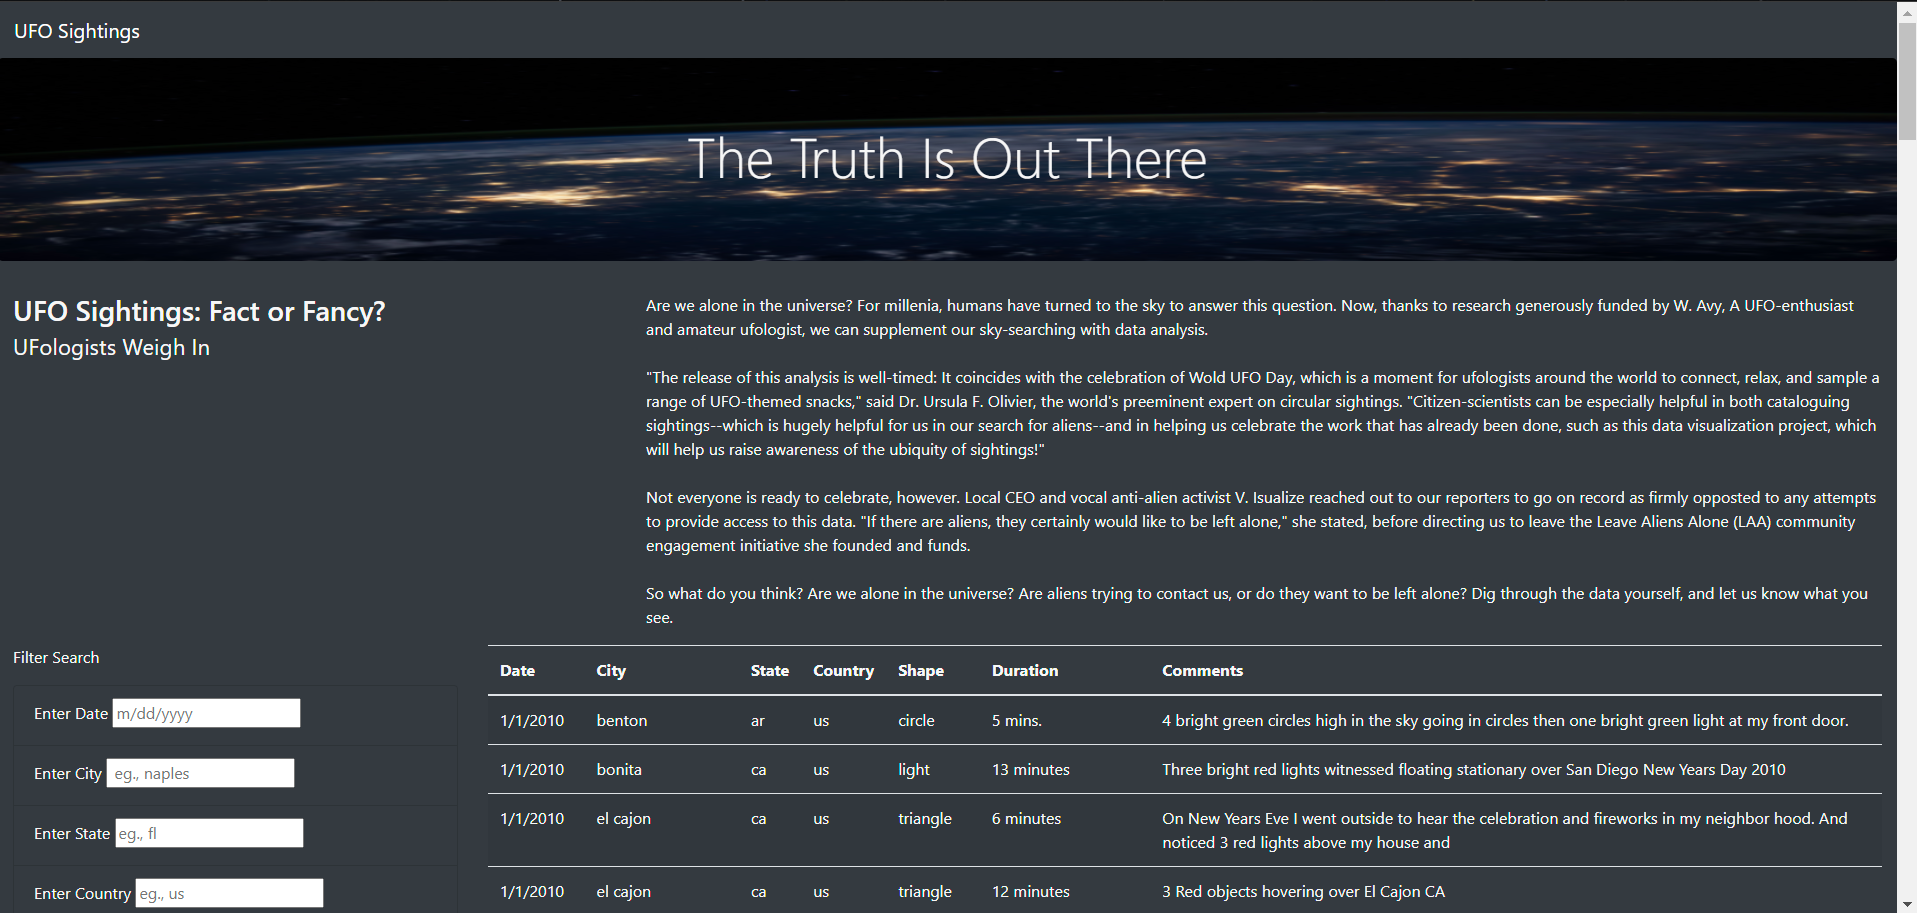 UFO Sightings
The Truth Is Out There
UFO Sightings: Fact or Fancy?
UFologists Weigh In
Are we alone in the universe? For millenia, humans have turned to the sky to answer this question. Now, thanks to research generously funded by W. Avy, A UFO-enthusiast
and amateur ufologist, we can supplement our sky-searching with data analysis.
"The release of this analysis is well-timed: It coincides with the celebration of Wold UFO Day, which is a moment for ufologists around the world to connect, relax, and sample a
range of UFO-themed snacks," said Dr. Ursula F. Olivier, the world's preeminent expert on circular sightings. "Citizen-scientists can be especially helpful in both cataloguing
sightings--which is hugely helpful for us in our search for aliens--and in helping us celebrate the work that has already been done, such as this data visualization project, which
will help us raise awareness of the ubiquity of sightings!"
Not everyone is ready to celebrate, however. Local CEO and vocal anti-alien activist V. Isualize reached out to our reporters to go on record as firmly opposted to any attempts
to provide access to this data. "If there are aliens, they certainly would like to be left alone," she stated, before directing us to leave the Leave Aliens Alone (LAA) community
engagement initiative she founded and funds.
So what do you think? Are we alone in the universe? Are aliens trying to contact us, or do they want to be left alone? Dig through the data yourself, and let us know what you
see.
Filter Search
Enter Date m/dd/yyyy
Enter City eg., naples
Enter State eg., fl
Enter Country eg., us
Date City State Country Shape Duration Comments
1/1/2010 benton ar us circle 5 mins. 4 bright green circles high in the sky going in circles then one bright green light at my front door.
1/1/2010 bonita ca us light 13 minutes Three bright red lights witnessed floating stationary over San Diego New Years Day 2010
1/1/2010 el cajon ca us triangle 6 minutes On New Years Eve I went outside to hear the celebration and fireworks in my neighbor hood. And
noticed 3 red lights above my house and
1/1/2010 el cajon ca us triangle 12 minutes 3 Red objects hovering over El Cajon CA